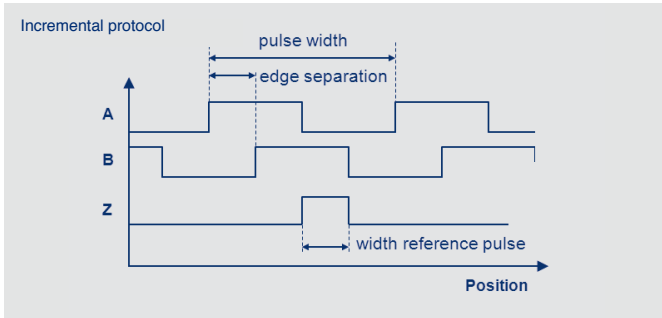 Incremental protocol
pulse width
edge separation
A
B
Z
width reference pulse
Position